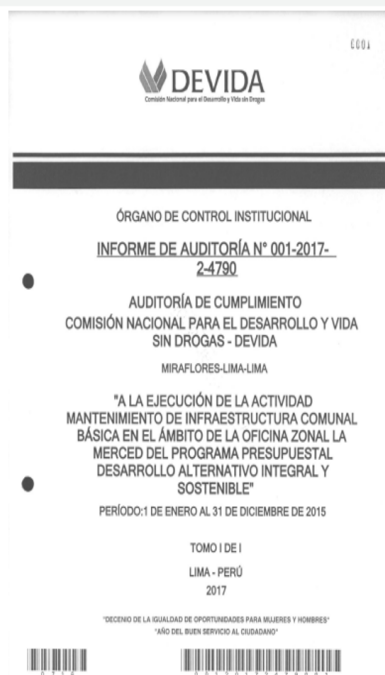 DEVIDA
Comisión Nacional para el Desarrollo y Vida sin Drogas
ÓRGANO DE CONTROL INSTITUCIONAL
INFORME DE AUDITORÍA N° 001-2017-
2-4790
AUDITORÍA DE CUMPLIMIENTO
COMISIÓN NACIONAL PARA EL DESARROLLO Y VIDA
SIN DROGAS - DEVIDA
MIRAFLORES-LIMA-LIMA
"A LA EJECUCIÓN DE LA ACTIVIDAD
MANTENIMIENTO DE INFRAESTRUCTURA COMUNAL
BÁSICA EN EL ÁMBITO DE LA OFICINA ZONAL LA
MERCED DEL PROGRAMA PRESUPUESTAL
DESARROLLO ALTERNATIVO INTEGRAL Y
SOSTENIBLE"
PERÍODO:1 DE ENERO AL 31 DE DICIEMBRE DE 2015
TOMO I DE I
LIMA - PERÚ
2017
"DECENIO DE LA IGUALDAD DE OPORTUNIDADES PARA MUJERES Y HOMBRES"
"AÑO DEL BUEN SERVICIO AL CIUDADANO"